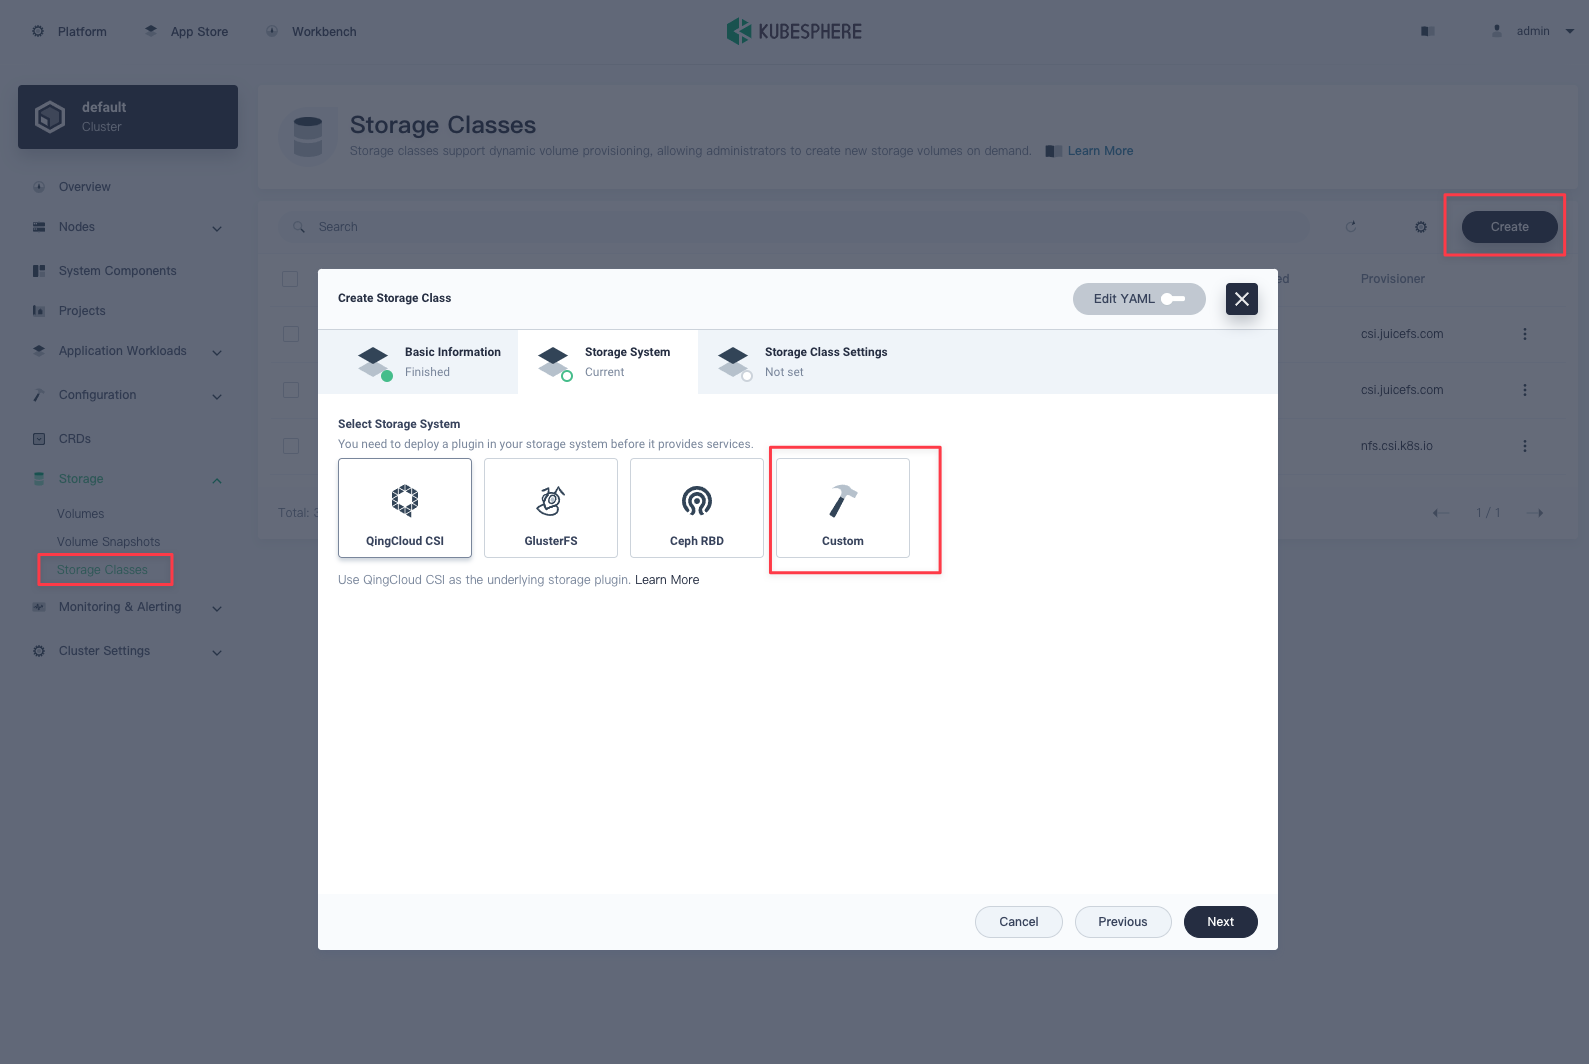 Platform
App Store
Workbench
KUBESPHERE
admin
default
Cluster
Storage Classes
Storage classes support dynamic volume provisioning, allowing administrators to create new storage volumes on demand.
Learn More
Overview
Nodes
System Components
Projects
Application Workloads
Configuration
CRDs
Storage
Volumes
Volume Snapshots
Storage Classes
Monitoring & Alerting
Cluster Settings
Search
Create
Provisioner
csi.juicefs.com
csi.juicefs.com
nfs.csi.k8s.io
Total:
1 / 1
Create Storage Class
Edit YAML
Basic Information
Finished
Storage System
Current
Storage Class Settings
Not set
Select Storage System
You need to deploy a plugin in your storage system before it provides services.
QingCloud CSI
GlusterFS
Ceph RBD
Custom
Use QingCloud CSI as the underlying storage plugin. Learn More
Cancel
Previous
Next